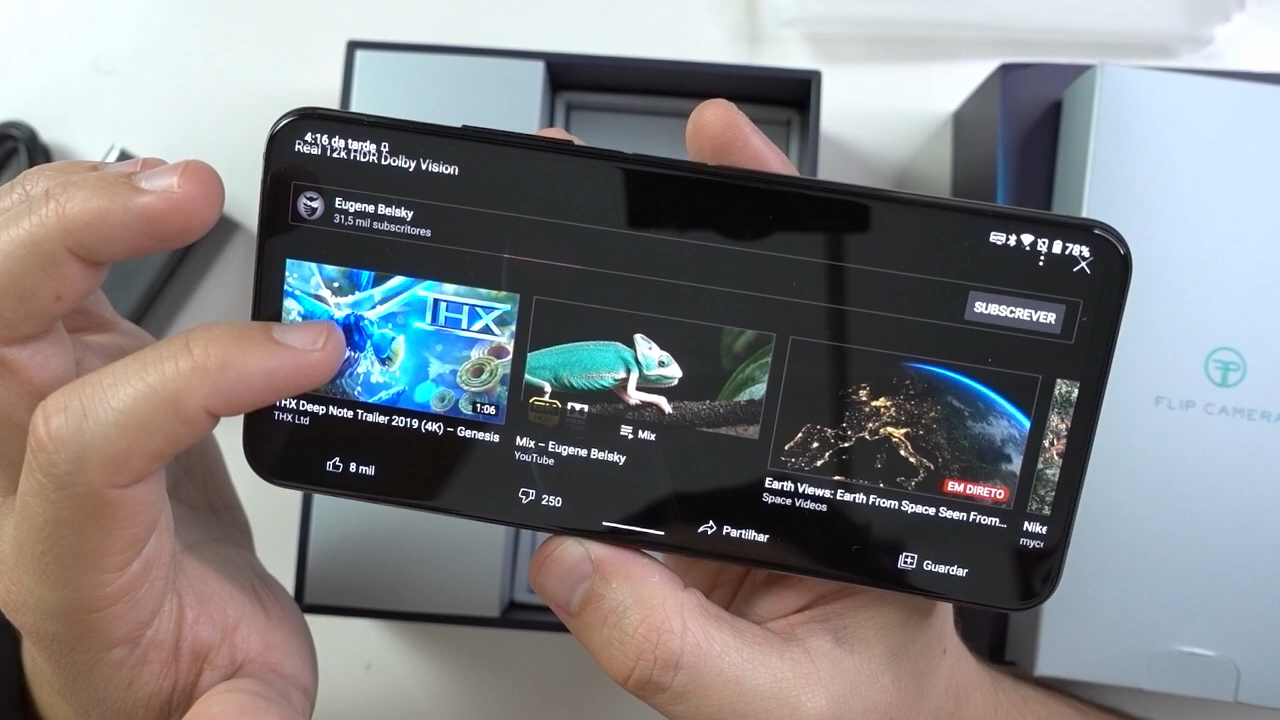 4:16 da tarde
Real 12k HDR Dolby Vision
78%
Eugene Belsky
31,5 mil subscritores
SUBSCREVER
THX
1:06
THX Deep Note Trailer 2019 (4K) – Genesis
THX Ltd
Mix
Mix – Eugene Belsky
YouTube
EM DIRETO
Earth Views: Earth From Space Seen From...
Space Videos
Nike
myco
8 mil
250
Partilhar
Guardar
FLIP CAMERA